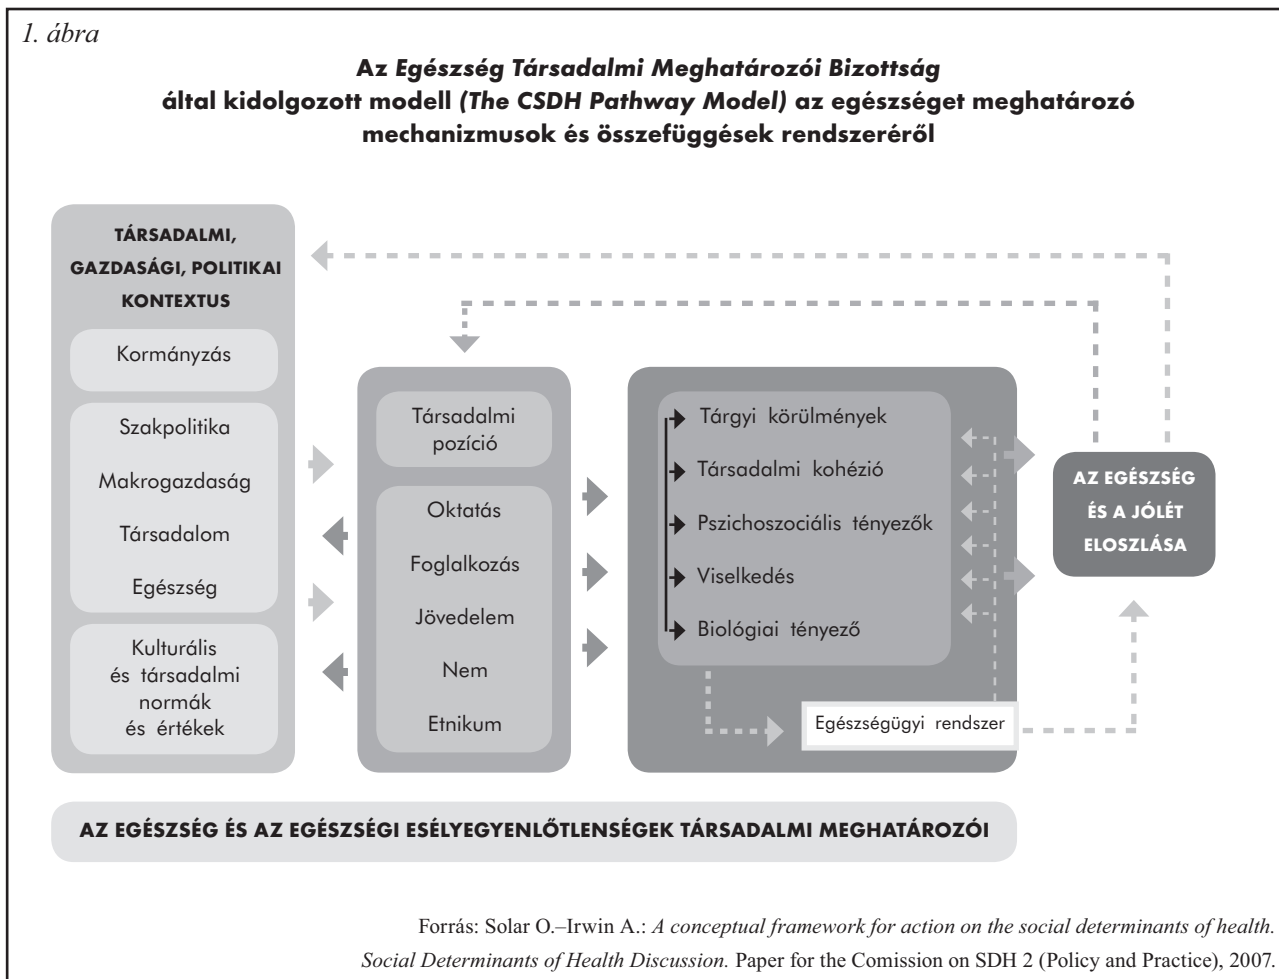 1. ábra
Az Egészség Társadalmi Meghatározói Bizottság
által kidolgozott modell (The CSDH Pathway Model) az egészséget meghatározó
mechanizmusok és összefüggések rendszeréről
TÁRSADALMI,
GAZDASÁGI, POLITIKAI
KONTEXTUS
Kormányzás
Szakpolitika
Makrogazdaság
Társadalom
Egészség
Kulturális
és társadalmi
normák
és értékek
Társadalmi
pozíció
Oktatás
Foglalkozás
Jövedelem
Nem
Etnikum
Tárgyi körülmények
Társadalmi kohézió
Pszichoszociális tényezők
Viselkedés
Biológiai tényező
Egészségügyi rendszer
AZ EGÉSZSÉG
ÉS A JÓLÉT
ELOSZLÁSA
AZ EGÉSZSÉG ÉS AZ EGÉSZSÉGI ESÉLYEGYENLŐTLENSÉGEK TÁRSADALMI MEGHATÁROZÓI
Forrás: Solar O.–Irwin A.: A conceptual framework for action on the social determinants of health.
Social Determinants of Health Discussion. Paper for the Comission on SDH 2 (Policy and Practice), 2007.